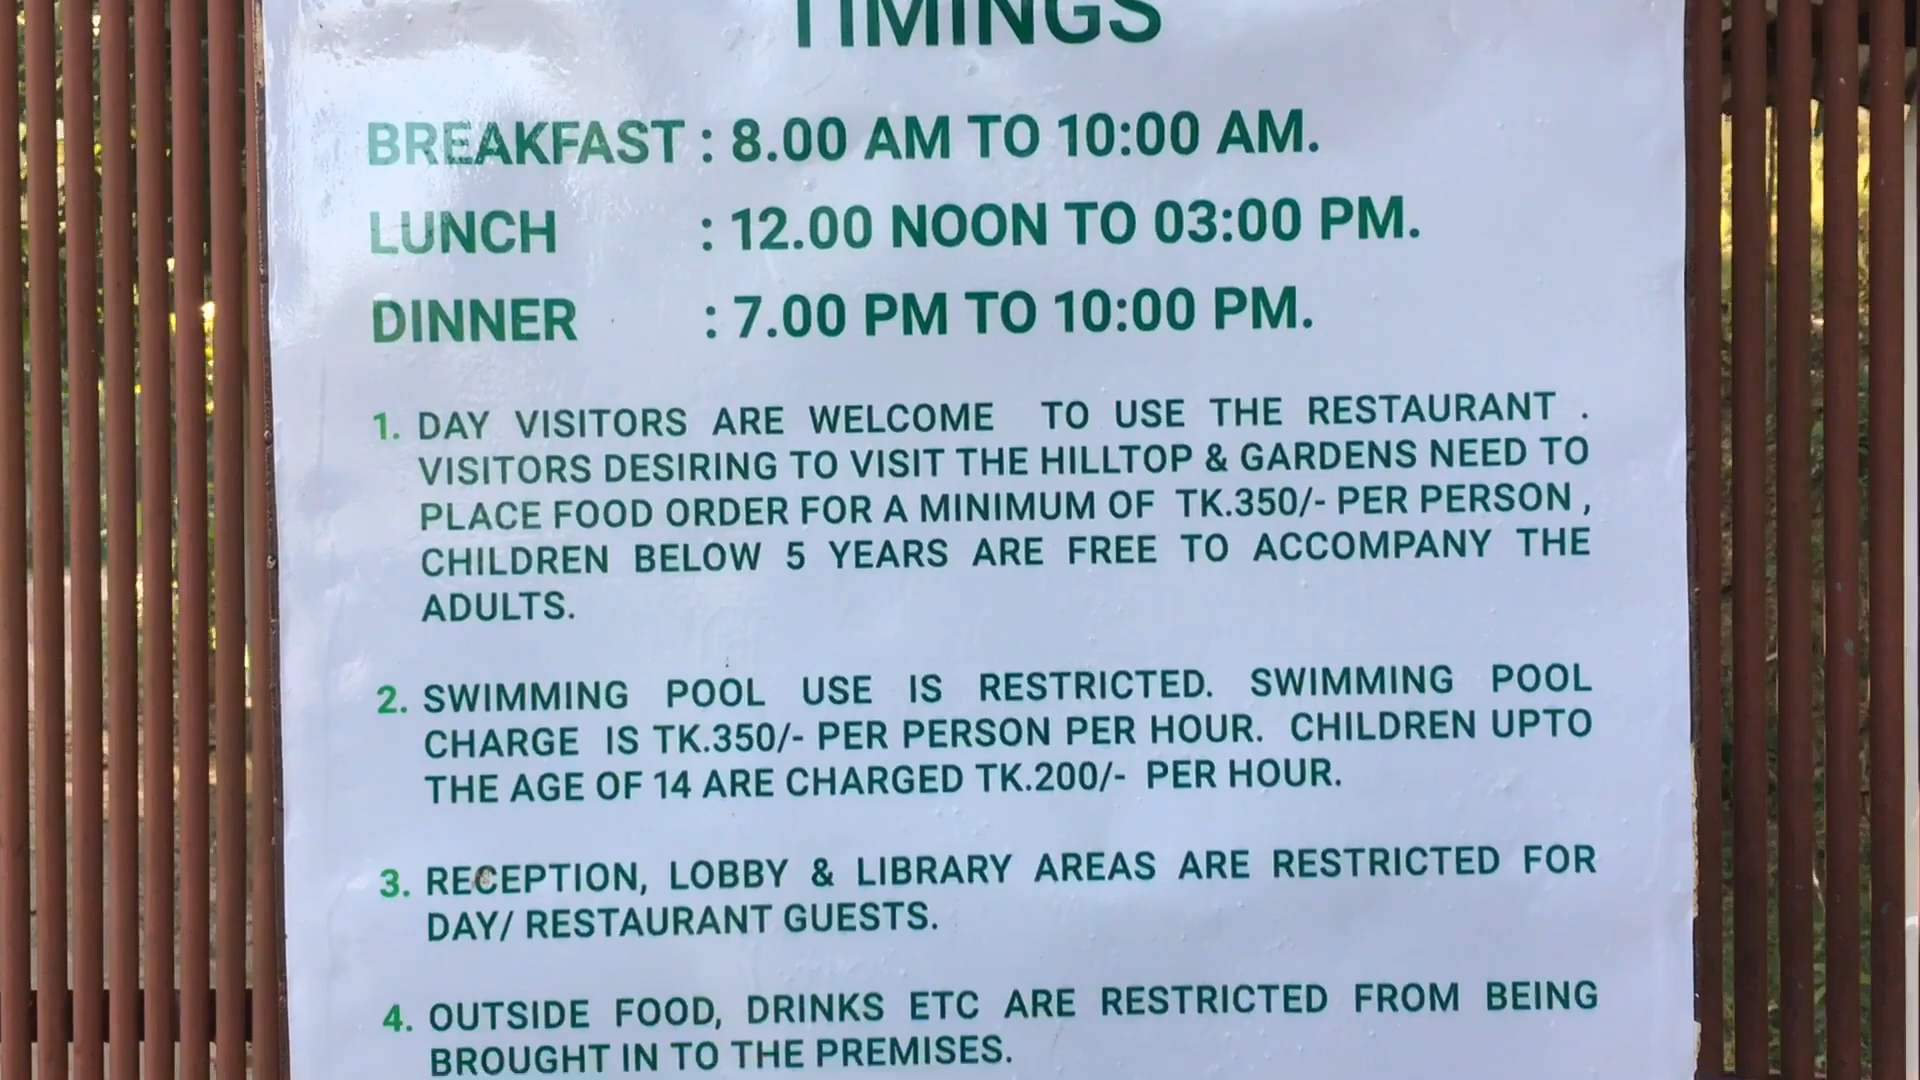 TIMINGS
BREAKFAST : 8.00 AM TO 10:00 AM.
LUNCH : 12.00 NOON TO 03:00 PM.
DINNER : 7.00 PM TO 10:00 PM.
1. DAY VISITORS ARE WELCOME TO USE THE RESTAURANT .
VISITORS DESIRING TO VISIT THE HILLTOP & GARDENS NEED TO
PLACE FOOD ORDER FOR A MINIMUM OF TK.350/- PER PERSON ,
CHILDREN BELOW 5 YEARS ARE FREE TO ACCOMPANY THE
ADULTS.
2. SWIMMING POOL USE IS RESTRICTED. SWIMMING POOL
CHARGE IS TK.350/- PER PERSON PER HOUR. CHILDREN UPTO
THE AGE OF 14 ARE CHARGED TK.200/- PER HOUR.
3. RECEPTION, LOBBY & LIBRARY AREAS ARE RESTRICTED FOR
DAY/ RESTAURANT GUESTS.
4. OUTSIDE FOOD, DRINKS ETC ARE RESTRICTED FROM BEING
BROUGHT IN TO THE PREMISES.